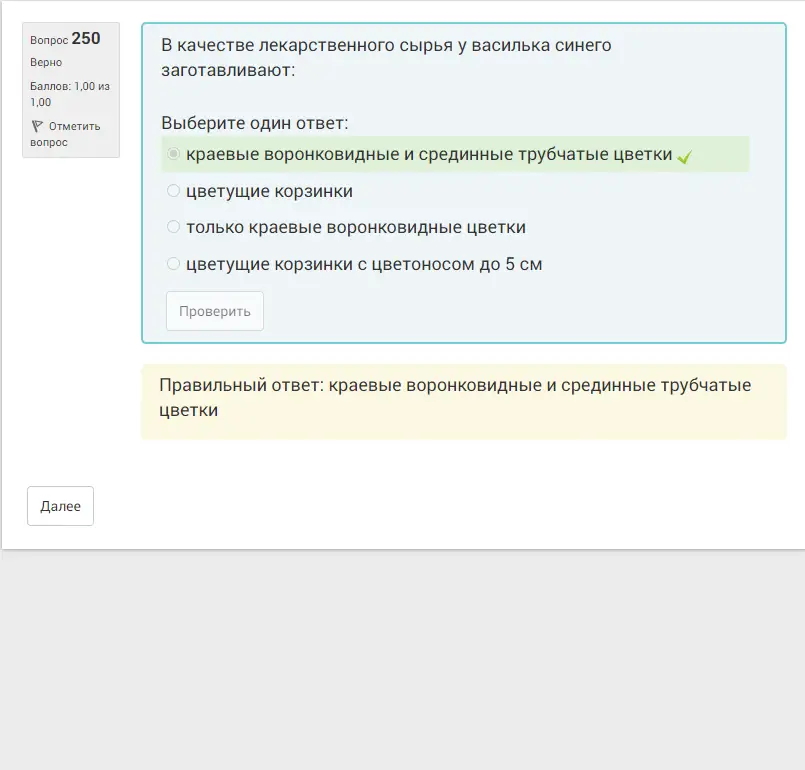 Вопрос 250
Верно
Баллов: 1,00 из
1,00
Отметить
вопрос
В качестве лекарственного сырья у василька синего
заготавливают:
Выберите один ответ:
краевые воронковидные и срединные трубчатые цветки
цветущие корзинки
только краевые воронковидные цветки
цветущие корзинки с цветоносом до 5 см
Проверить
Правильный ответ: краевые воронковидные и срединные трубчатые
цветки
Далее